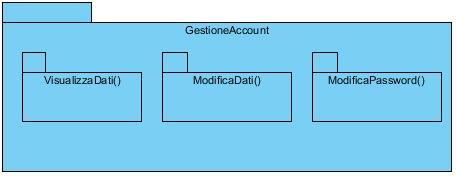 GestioneAccount
VisualizzaDati()
ModificaDati()
ModificaPassword()